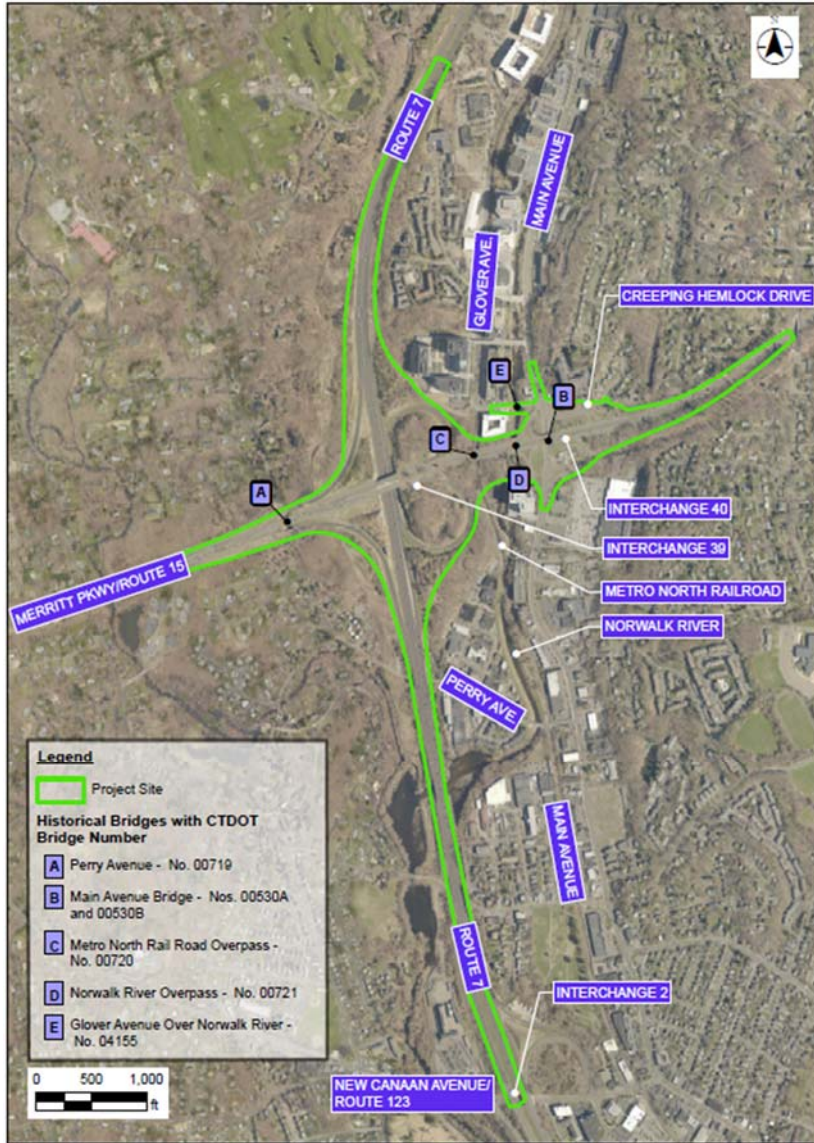 N
ROUTE 7
MAIN AVENUE
GLOVER AVE.
CREEPING HEMLOCK DRIVE
E
B
C
D
A
INTERCHANGE 40
INTERCHANGE 39
MERRITT PKWY/ROUTE 15
METRO NORTH RAILROAD
NORWALK RIVER
PERRY AVE.
MAIN AVENUE
ROUTE 7
INTERCHANGE 2
NEW CANAAN AVENUE/
ROUTE 123
Legend
Project Site
Historical Bridges with CTDOT
Bridge Number
A Perry Avenue - No. 00719
B Main Avenue Bridge - Nos. 00530A
and 00530B
C Metro North Rail Road Overpass -
No. 00720
D Norwalk River Overpass - No. 00721
E Glover Avenue Over Norwalk River -
No. 04155
0 500 1,000
ft